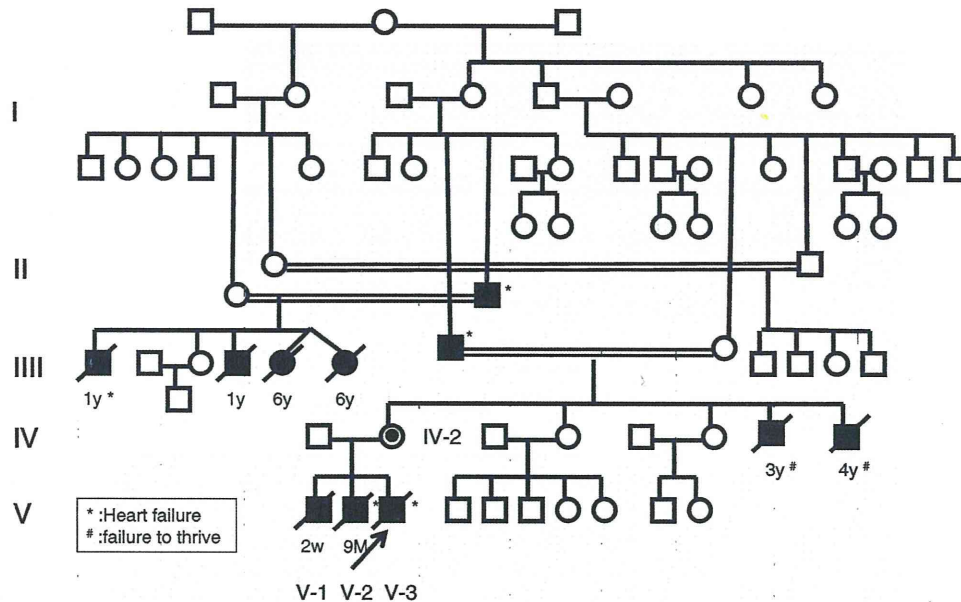 I
II
*
*
IIII
1y *
1y
6y
6y
IV
IV-2
3y #
4y #
V
* :Heart failure
# :failure to thrive
* *
2w 9M
V-1 V-2 V-3